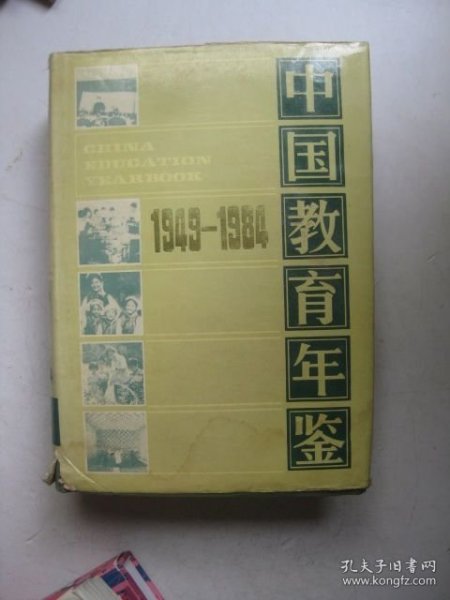 CHINA
EDUCATION
YEARBOOK
1949-1984
中国教育年鉴
孔夫子旧书网
www.kongfz.com